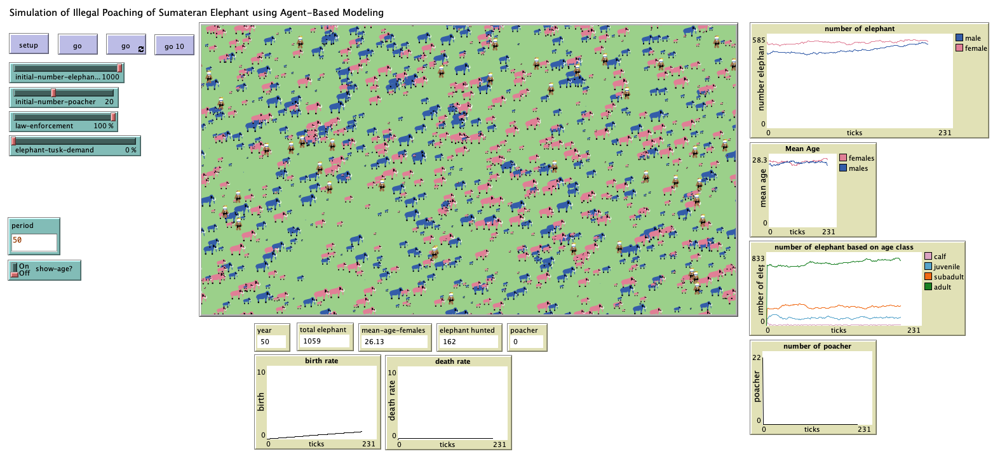 Simulation of Illegal Poaching of Sumateran Elephant using Agent-Based Modeling
setup
go
go
go 10
initial-number-elephan... 1000
initial-number-poacher 20
law-enforcement 100 %
elephant-tusk-demand 0 %
period
50
On
Off
show-age?
year
50
total elephant
1059
mean-age-females
26.13
elephant hunted
162
poacher
0
birth rate
10
birth
0
0 ticks 231
death rate
10
death rate
0
0 ticks 231
number of elephant
585
number elephan
0
0 ticks 231
male
female
Mean Age
28.3
mean age
0
0 ticks 231
females
males
number of elephant based on age class
833
imber of elep
0
0 ticks 231
calf
juvenile
subadult
adult
number of poacher
22
poacher
0
0 ticks 231